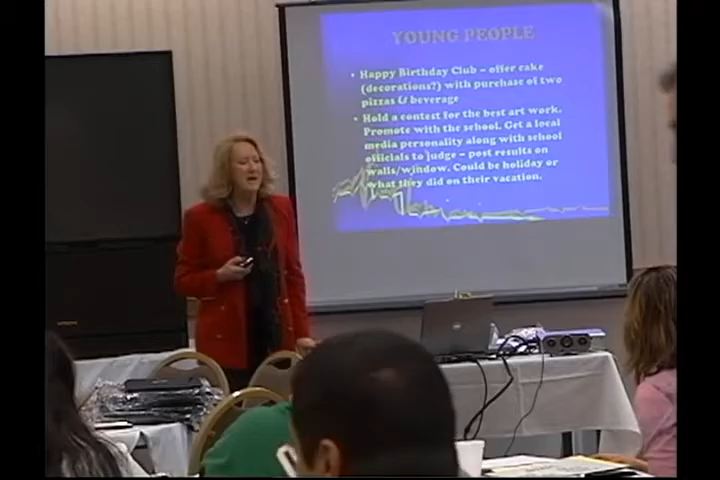 YOUNG PEOPLE
• Happy Birthday Club – offer cake
(decorations?) with purchase of two
pizzas & beverage
• Hold a contest for the best art work.
Promote with the school. Get a local
media personality along with school
officials to judge – post results on
walls/window. Could be holiday or
what they did on their vacation.